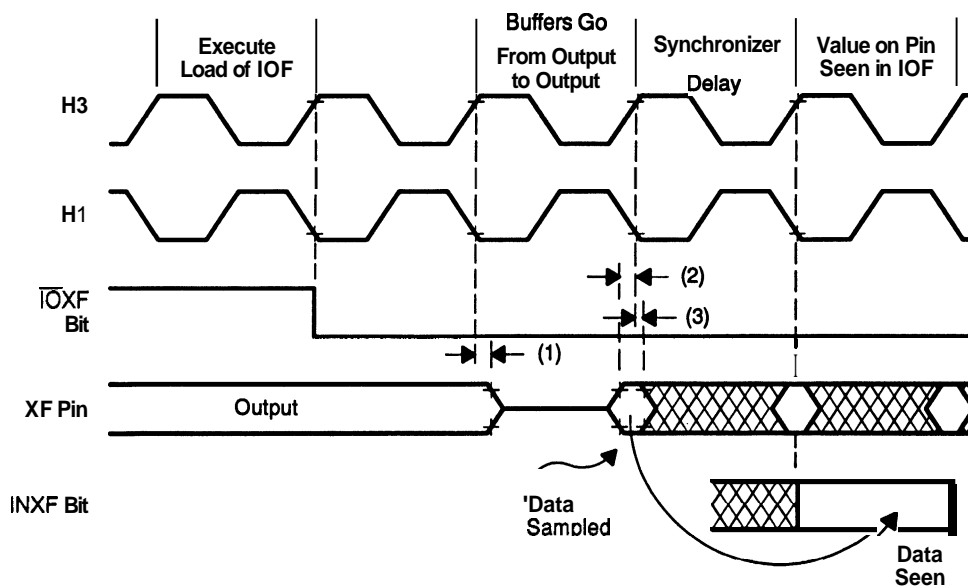 Execute
Load of IOF
Buffers Go
From Output
to Output
Synchronizer
Delay
Value on Pin
Seen in IOF
H3
H1
IOXF
Bit
(2)
(3)
(1)
XF Pin
Output
INXF Bit
'Data
Sampled
Data
Seen